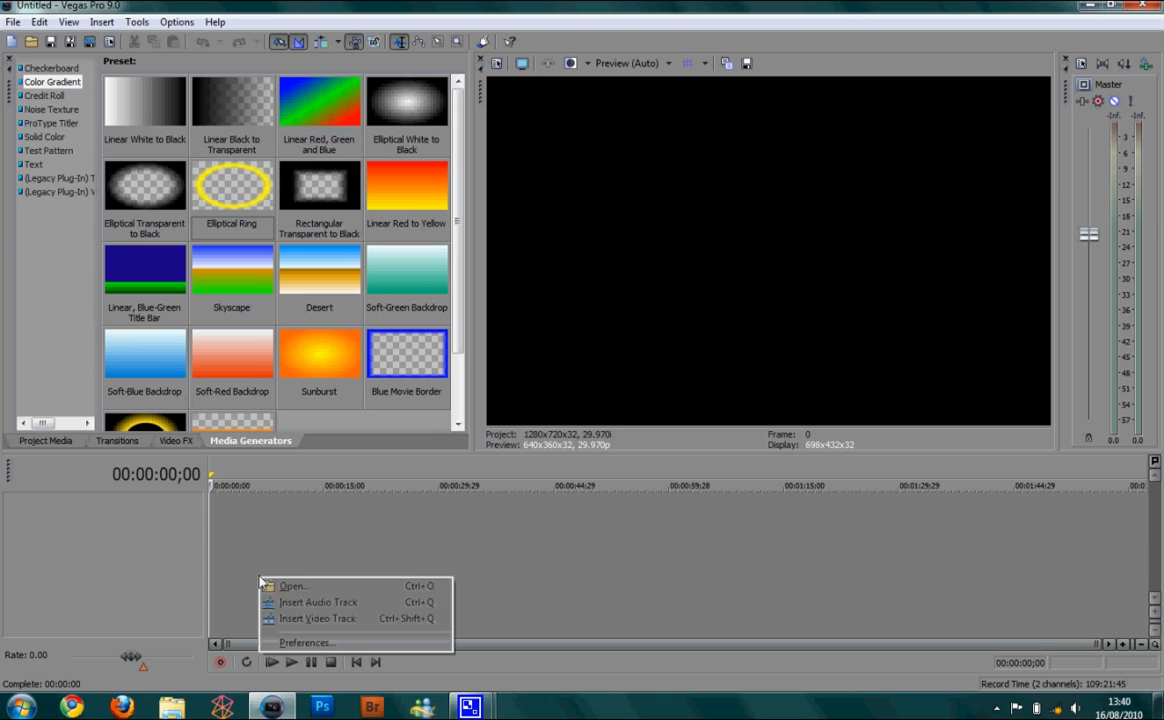 Untitled - Vegas Pro 9.0
File Edit View Insert Tools Options Help
Checkerboard
Color Gradient
Credit Roll
Noise Texture
ProType Titler
Solid Color
Test Pattern
Text
(Legacy Plug-In) T
(Legacy Plug-In)
Preset:
Linear White to Black
Linear Black to Transparent
Linear Red, Green and Blue
Elliptical White to Black
Elliptical Transparent to Black
Elliptical Ring
Rectangular Transparent to Black
Linear Red to Yellow
Linear, Blue-Green Title Bar
Skyscape
Desert
Soft-Green Backdrop
Soft-Blue Backdrop
Soft-Red Backdrop
Sunburst
Blue Movie Border
Project Media Transitions Video FX Media Generators
Preview (Auto)
Project: 1280x720x32, 29.970i
Preview: 640x360x32, 29.970p
Frame: 0
Display: 698x432x32
Master
-Inf. -Inf.
3
6
9
12
15
18
21
24
27
30
33
36
39
42
45
48
51
54
57
0.0 0.0
00:00:00;00
0:00:00;00 00:00:15;00 00:00:29;29 00:00:44;29 00:00:59;28 00:01:15;00 00:01:29;29 00:01:44;29 00:0
Open... Ctrl+O
Insert Audio Track Ctrl+Q
Insert Video Track Ctrl+Shift+Q
Preferences...
Rate: 0.00
00:00:00;00
Complete: 00:00:00
Record Time (2 channels): 109:21:45
Ps Br
13:40
16/08/2010